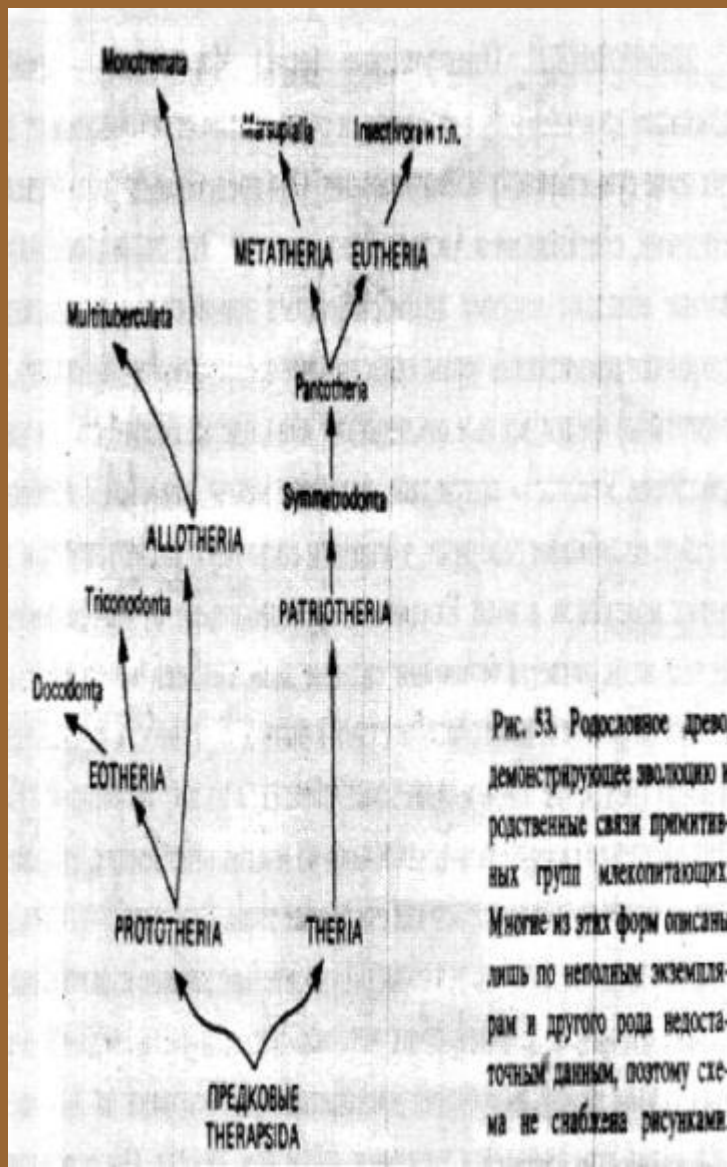 Monotremata
Marsupialia
Insectivora и т.п.
METATHERIA EUTHERIA
Multituberculata
Pantotheria
Symmetrodonta
ALLOTHERIA
Triconodonta
PATRIOTHERIA
Docodonta
EOTHERIA
PROTOTHERIA THERIA
ПРЕДКОВЫЕ
THERAPSIDA
Рис. 53. Родословное древо
демонстрирующее эволюцию и
родственные связи примитив-
ных групп млекопитающих.
Многие из этих форм описаны
лишь по неполным экземпля-
рам и другого рода недоста-
точным данным, поэтому схе-
ма не снабжена рисунками.